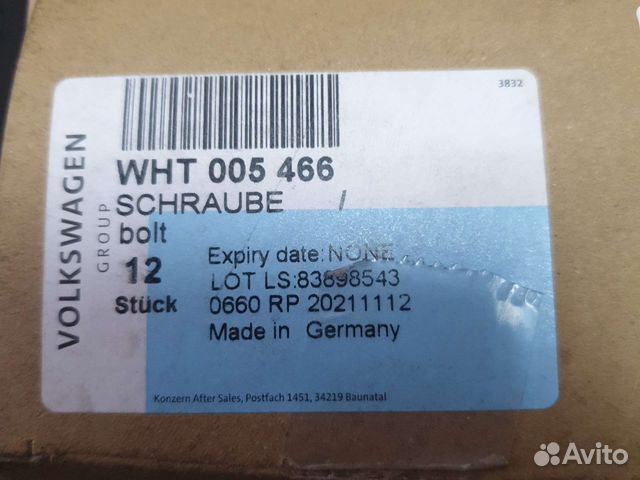 3832
VOLKSWAGEN
GROUP
WHT 005 466
SCHRAUBE /
bolt
12
Stück
Expiry date: NONE
LOT LS:83898543
0660 RP 20211112
Made in Germany
Konzern After Sales, Postfach 1451, 34219 Baunatal
Avito